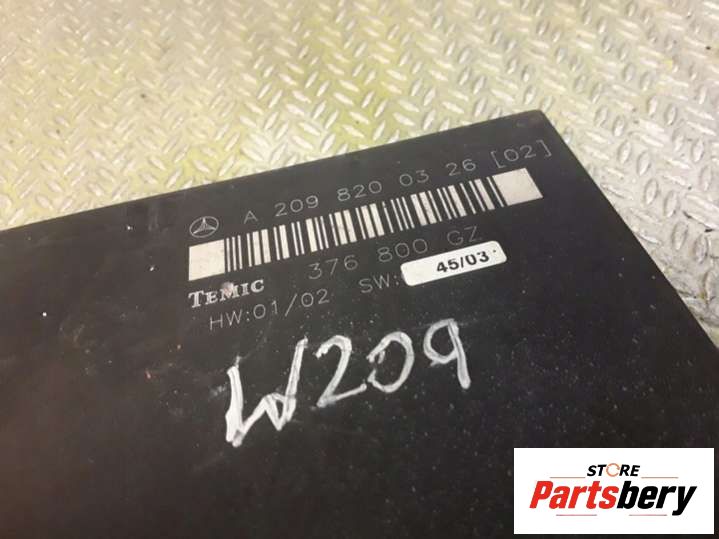 A 209 820 03 26 [02]
376 800 GZ
TEMIC
HW:01/02 SW: 45/03
W209
STORE
Partsbery